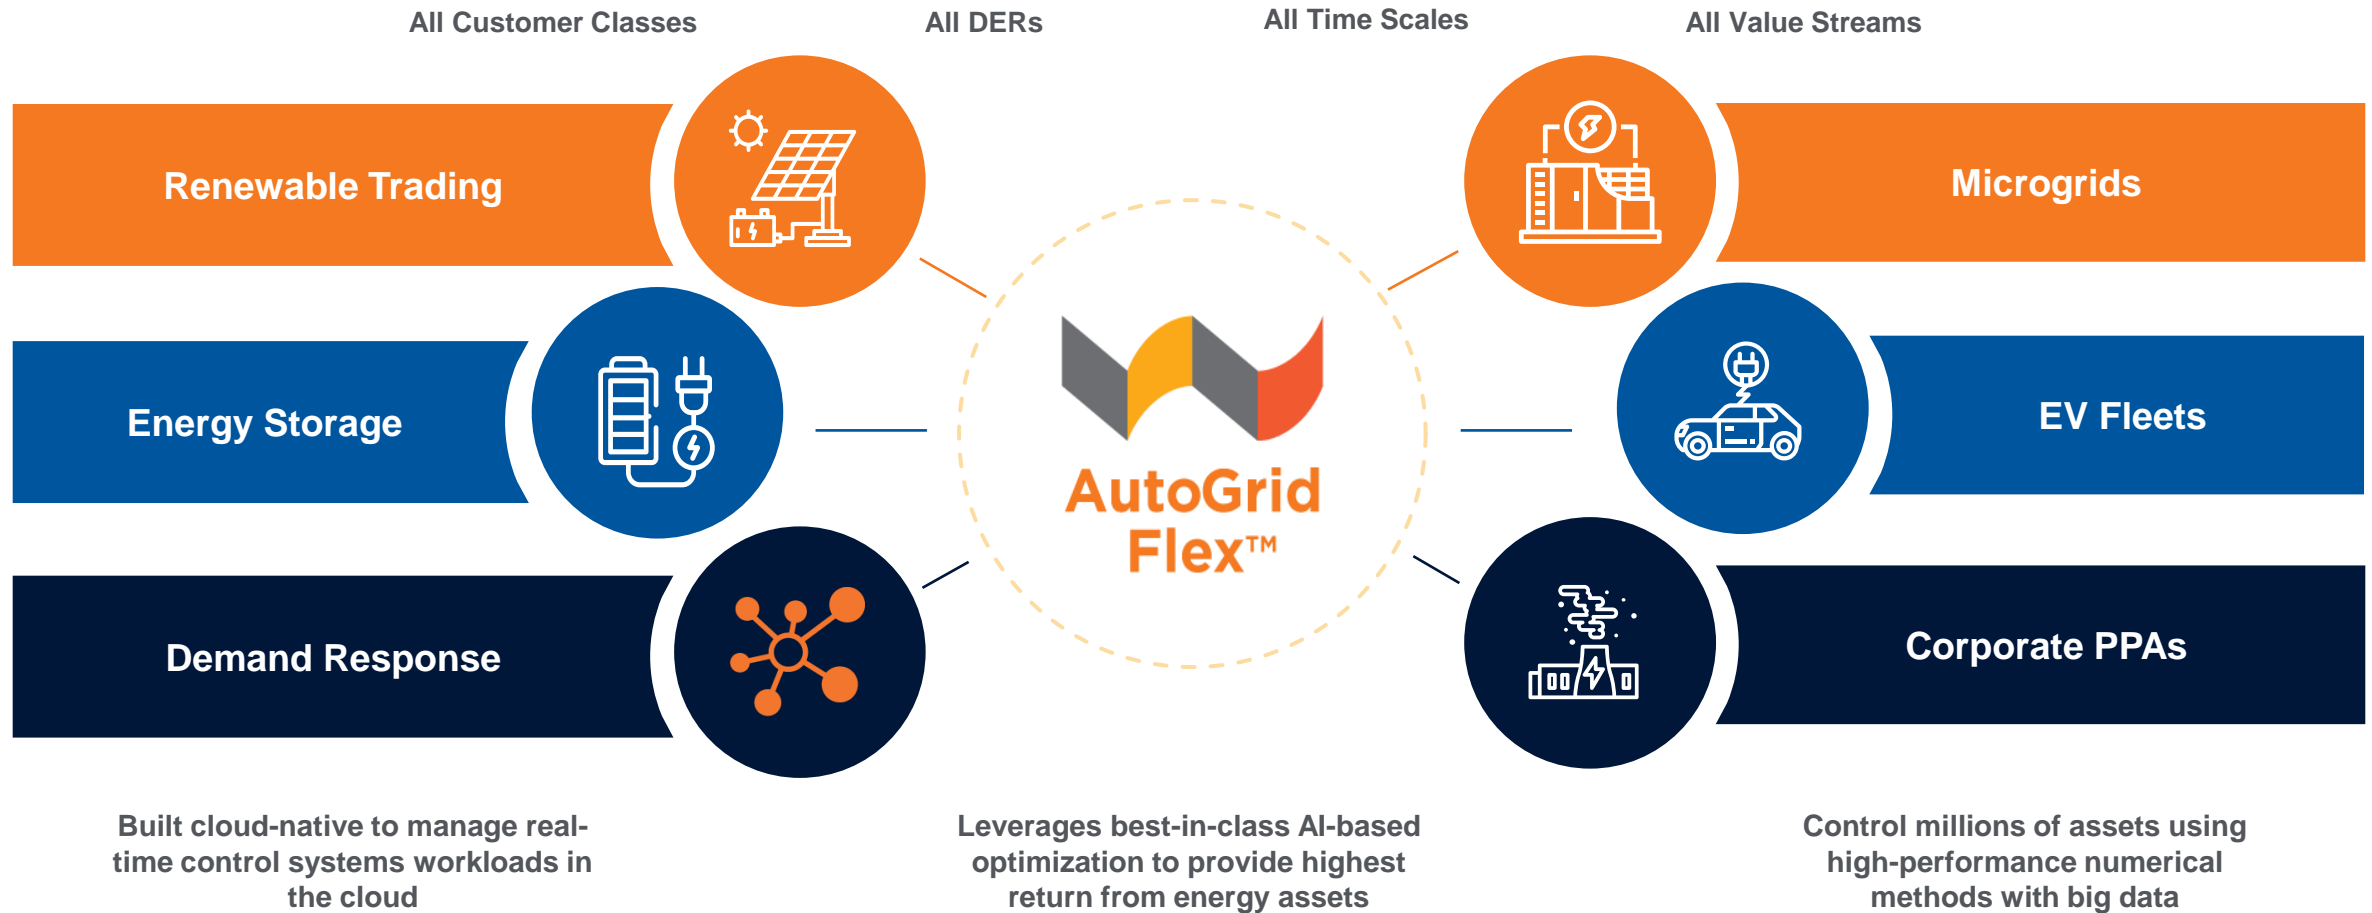 All Customer Classes
All DERs
All Time Scales
All Value Streams
Renewable Trading
Microgrids
Energy Storage
EV Fleets
AutoGrid
Flex™
Demand Response
Corporate PPAs
Built cloud-native to manage real-
time control systems workloads in
the cloud
Leverages best-in-class AI-based
optimization to provide highest
return from energy assets
Control millions of assets using
high-performance numerical
methods with big data